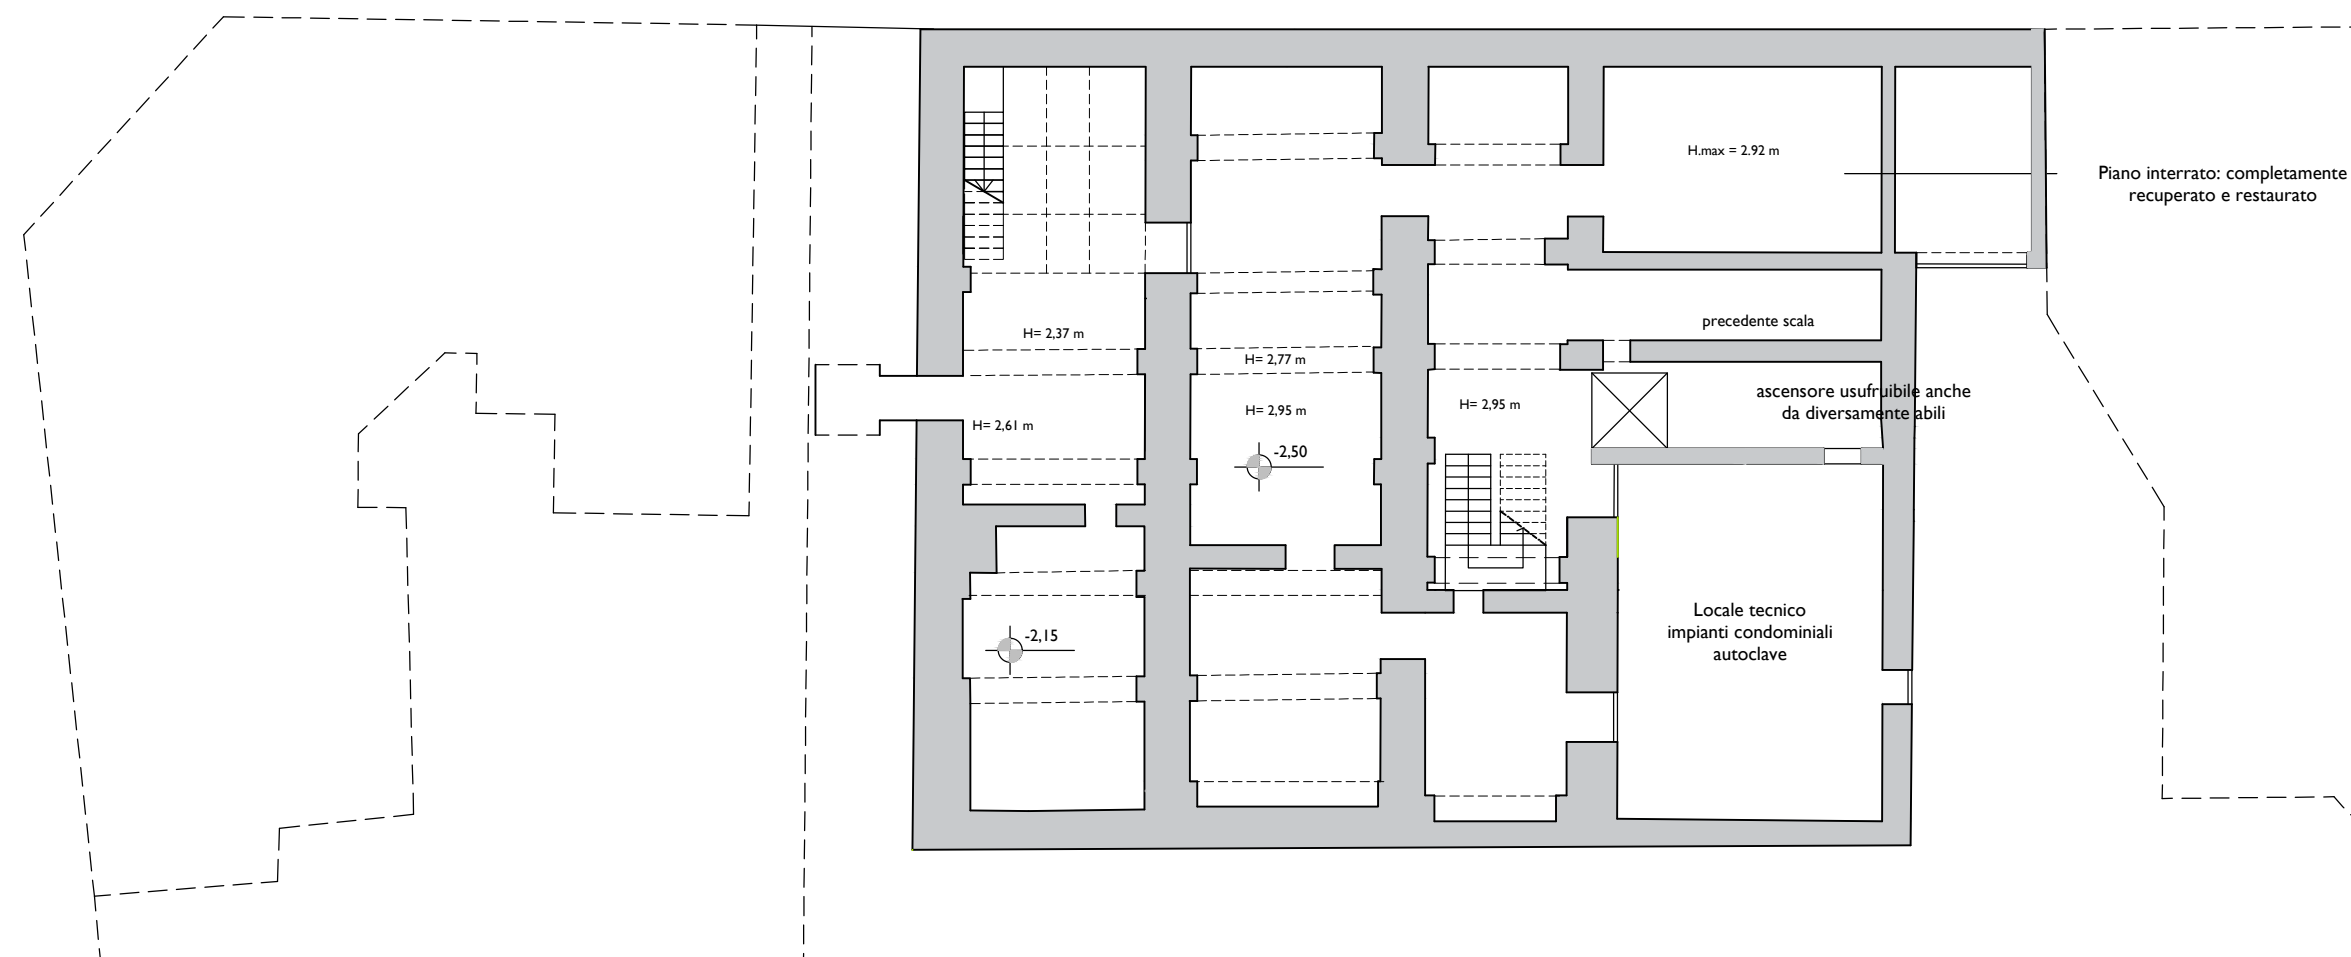 H.max = 2.92 m
Piano interrato: completamente
recuperato e restaurato
precedente scala
H= 2,37 m
H= 2,77 m
ascensore usufruibile anche
da diversamente abili
H= 2,95 m
H= 2,95 m
H= 2,61 m
-2,50
Locale tecnico
impianti condominiali
autoclave
-2,15